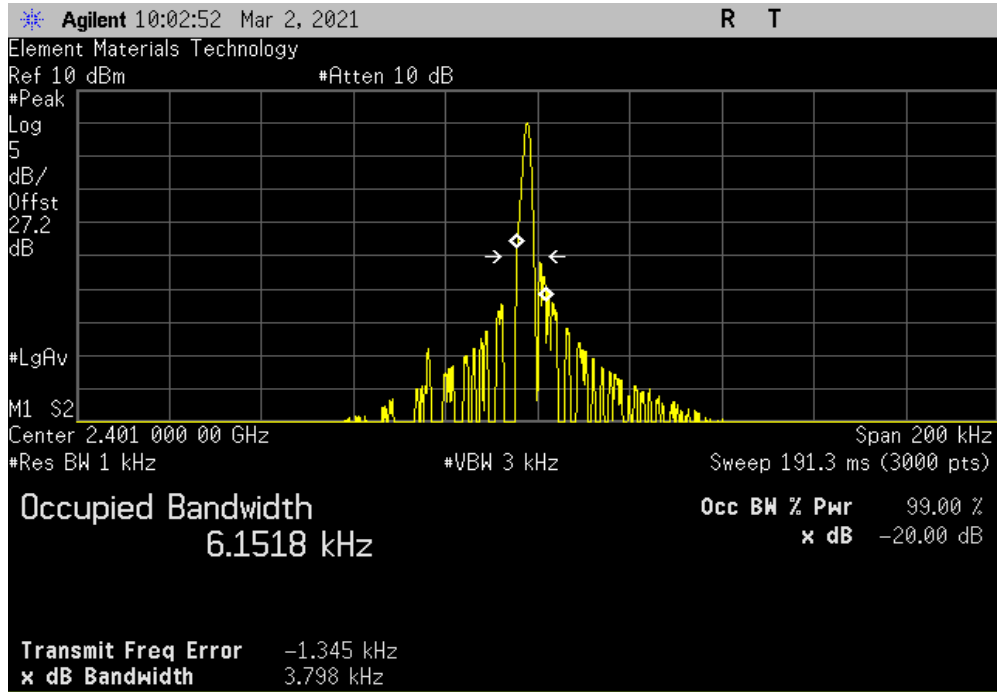 Agilent 10:02:52 Mar 2, 2021 R T
Element Materials Technology
Ref 10 dBm #Atten 10 dB
#Peak
Log
5
dB/
Offst
27.2
dB
#LgAv
M1 S2
Center 2.401 000 00 GHz Span 200 kHz
#Res BW 1 kHz #VBW 3 kHz Sweep 191.3 ms (3000 pts)
Occupied Bandwidth Occ BW % Pwr 99.00 %
6.1518 kHz x dB -20.00 dB
Transmit Freq Error -1.345 kHz
x dB Bandwidth 3.798 kHz